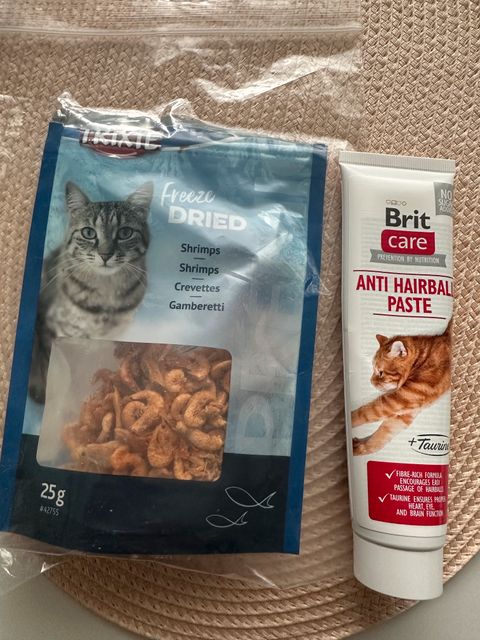 TRIXIE
Freeze
DRIED
Shrimps
Shrimps
Crevettes
Gamberetti
25g
#42755
NO
SUGAR
Brit
care
PREVENTION BY NUTRITION
ANTI HAIRBALL
PASTE
+Taurine
FIBRE-RICH FORMULA
ENCOURAGES EASY
PASSAGE OF HAIRBALLS
TAURINE ENSURES PROPER
HEART, EYE,
AND BRAIN FUNCTION